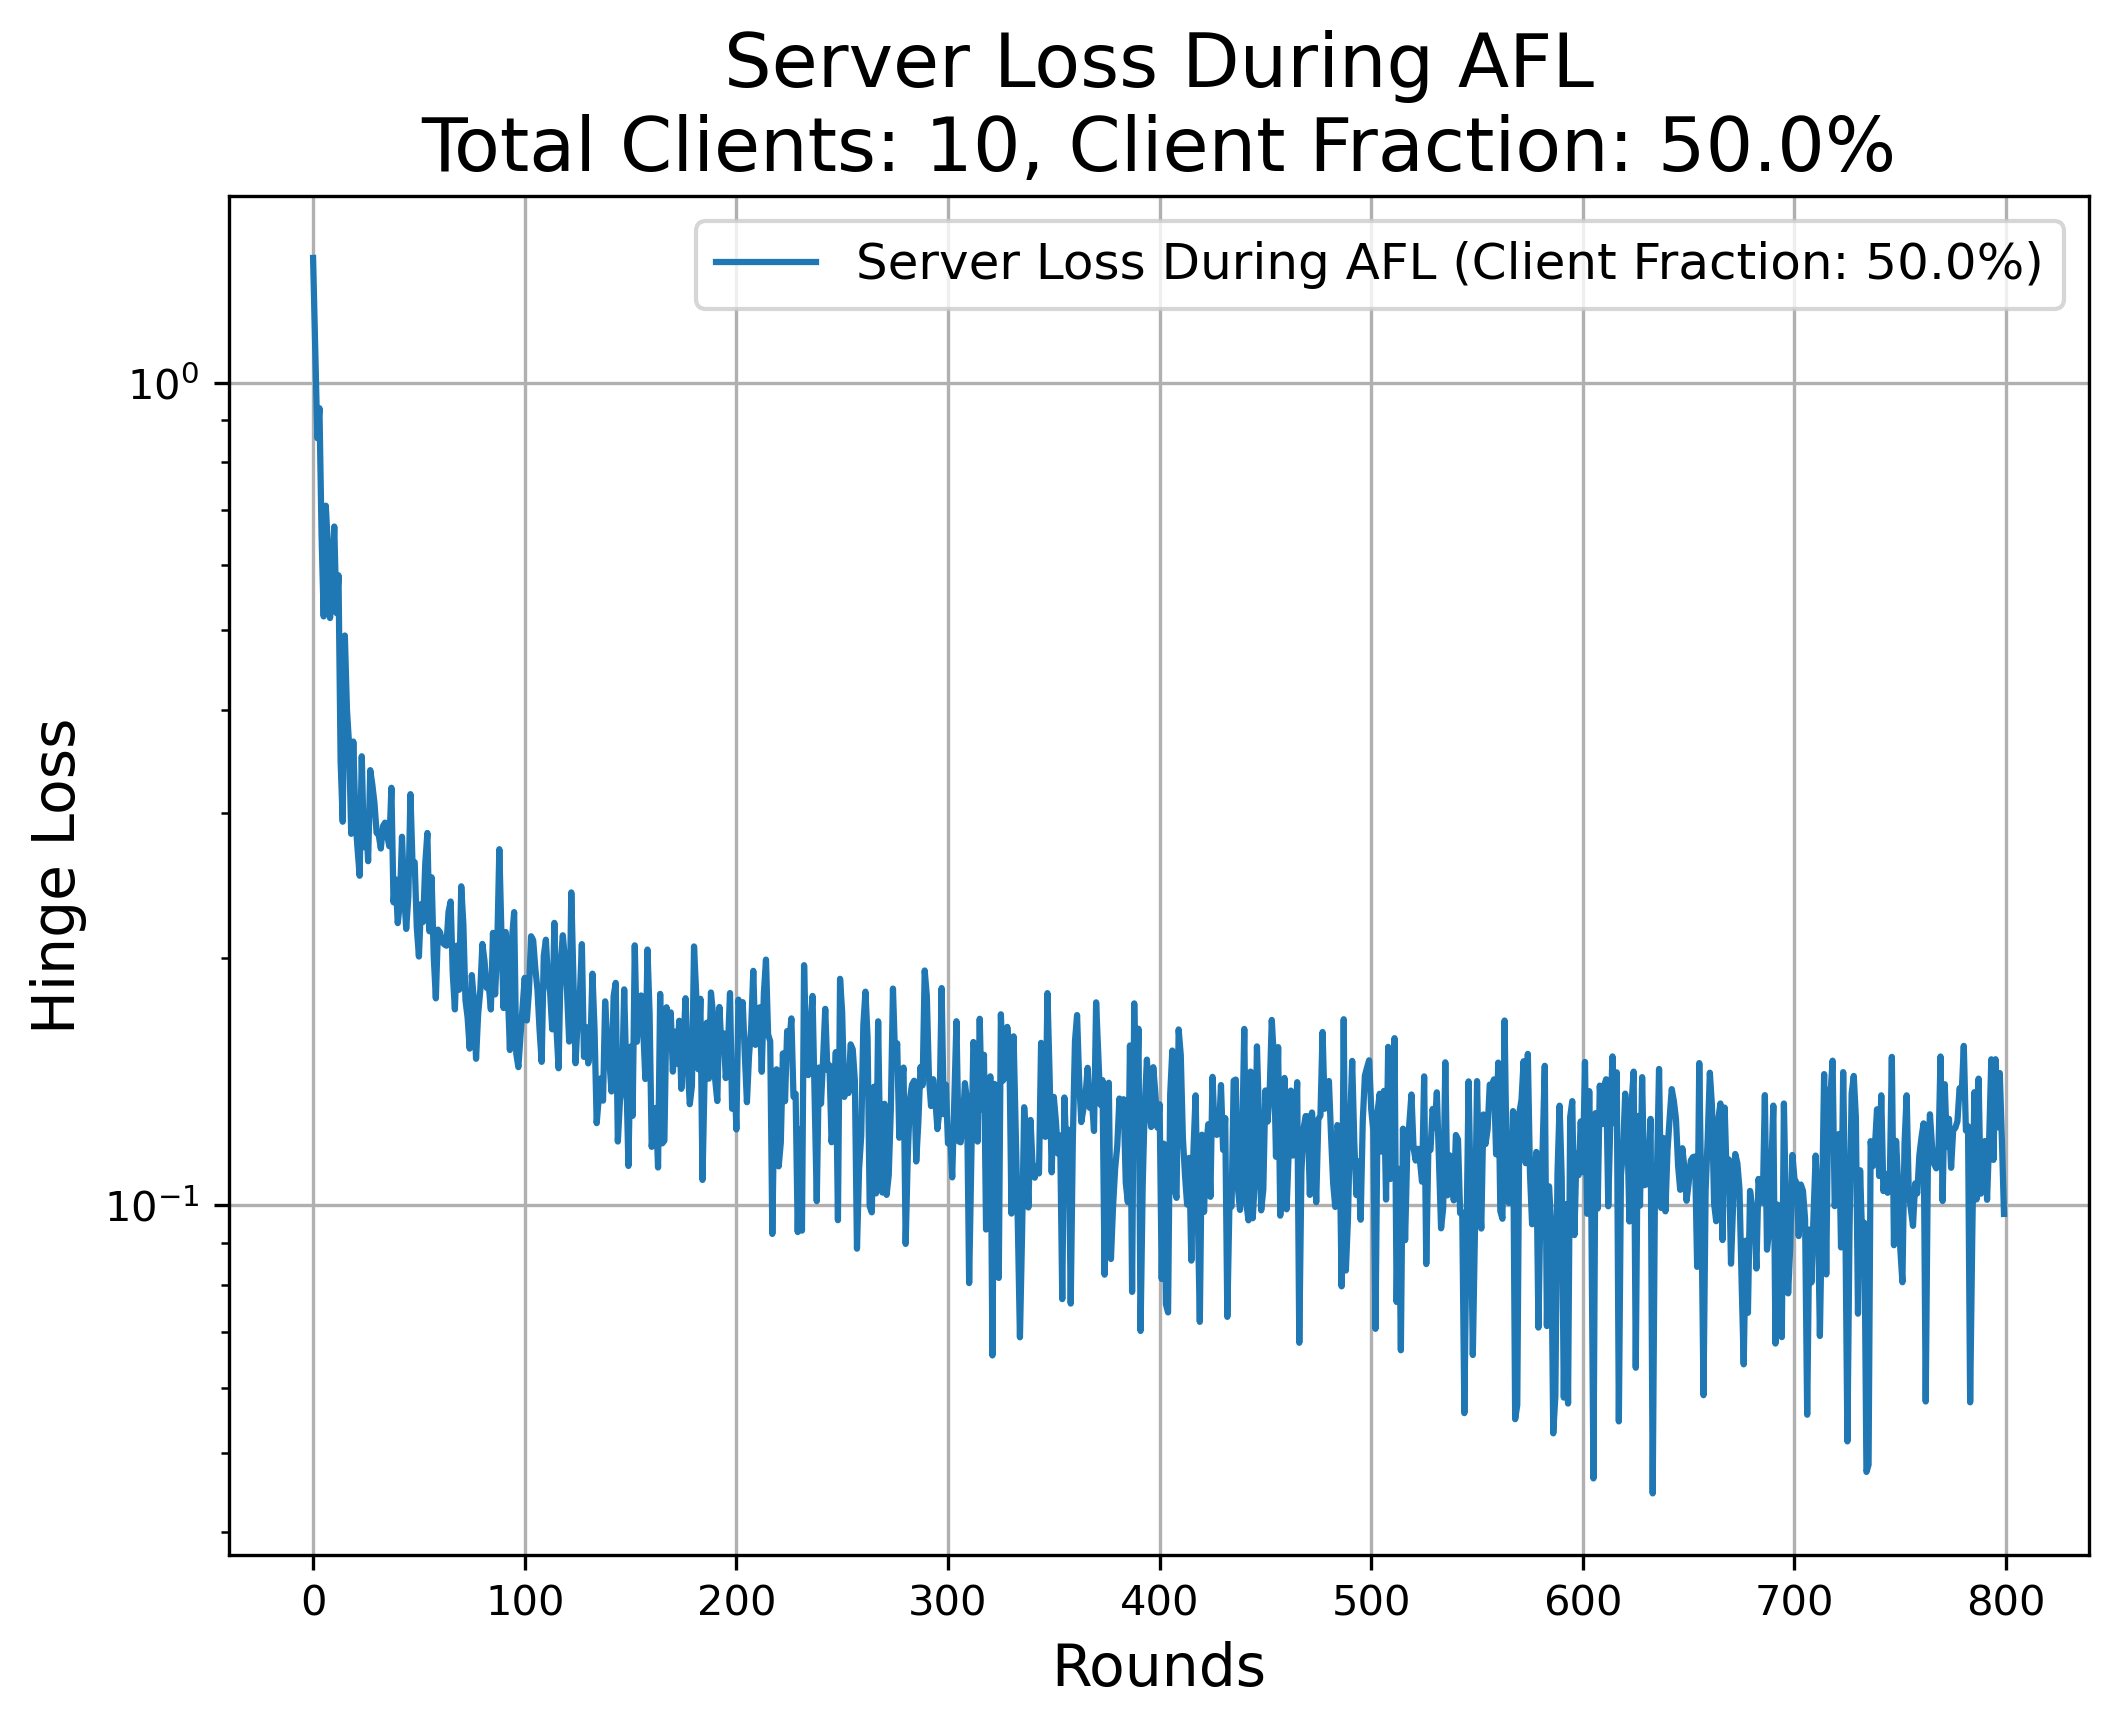 Server Loss During AFL
Total Clients: 10, Client Fraction: 50.0%
Server Loss During AFL (Client Fraction: 50.0%)
Hinge Loss
10⁰
10⁻¹
0 100 200 300 400 500 600 700 800
Rounds